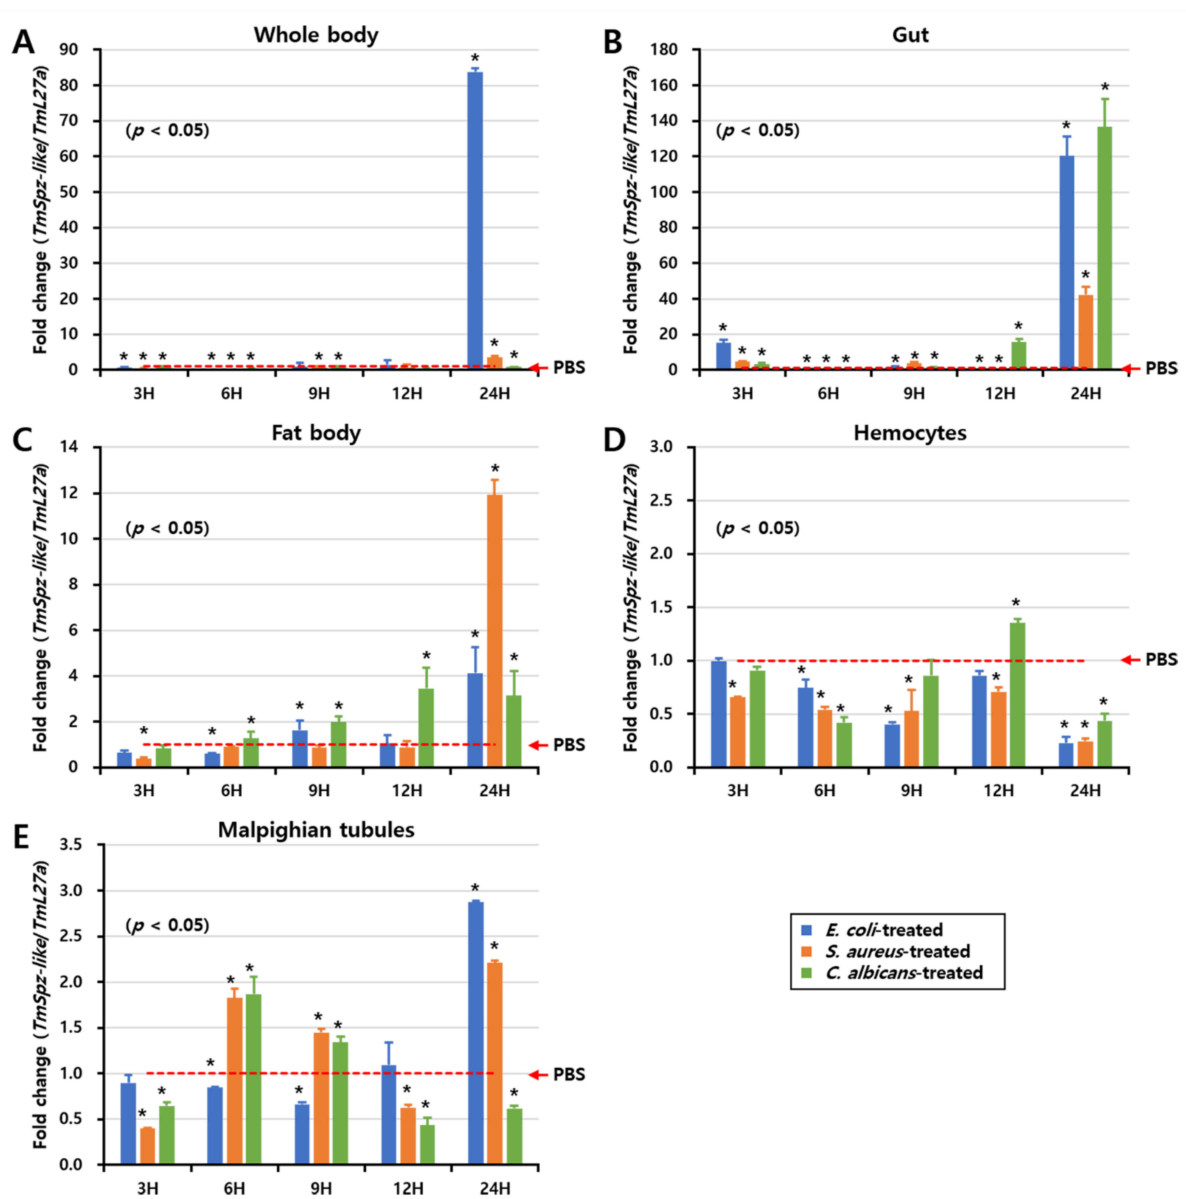 A
Whole body
Fold change (TmSpz-like/TmL27a)
90
80
70
60
50
40
30
20
10
0
(p < 0.05)
* * * * * * * * * * *
PBS
3H 6H 9H 12H 24H
B
Gut
Fold change (TmSpz-like/TmL27a)
180
160
140
120
100
80
60
40
20
0
(p < 0.05)
* * * * * * * * * * * * * * *
PBS
3H 6H 9H 12H 24H
C
Fat body
Fold change (TmSpz-like/TmL27a)
14
12
10
8
6
4
2
0
(p < 0.05)
* * * * * * * * *
PBS
3H 6H 9H 12H 24H
D
Hemocytes
Fold change (TmSpz-like/TmL27a)
3.0
2.5
2.0
1.5
1.0
0.5
0.0
(p < 0.05)
* * * * * * * * * * *
PBS
3H 6H 9H 12H 24H
E
Malpighian tubules
Fold change (TmSpz-like/TmL27a)
3.5
3.0
2.5
2.0
1.5
1.0
0.5
0.0
(p < 0.05)
* * * * * * * * * * * * *
PBS
3H 6H 9H 12H 24H
E. coli-treated
S. aureus-treated
C. albicans-treated